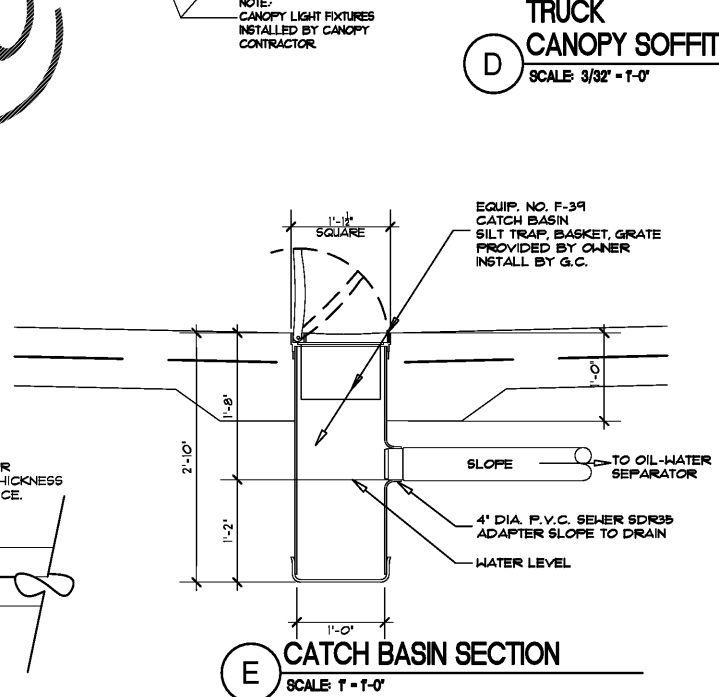 NOTE:
CANOPY LIGHT FIXTURES
INSTALLED BY CANOPY
CONTRACTOR
TRUCK
CANOPY SOFFIT
D
SCALE: 3/32" = 1'-0"
1'-1½"
SQUARE
EQUIP. NO. F-39
CATCH BASIN
SILT TRAP, BASKET, GRATE
PROVIDED BY OWNER
INSTALL BY G.C.
1'-0"
1'-8"
2'-10"
1'-2"
SLOPE
TO OIL-WATER
SEPARATOR
4" DIA. P.V.C. SEWER SDR35
ADAPTER SLOPE TO DRAIN
WATER LEVEL
HICKNESS
CE.
1'-0"
E
CATCH BASIN SECTION
SCALE: 1" = 1'-0"